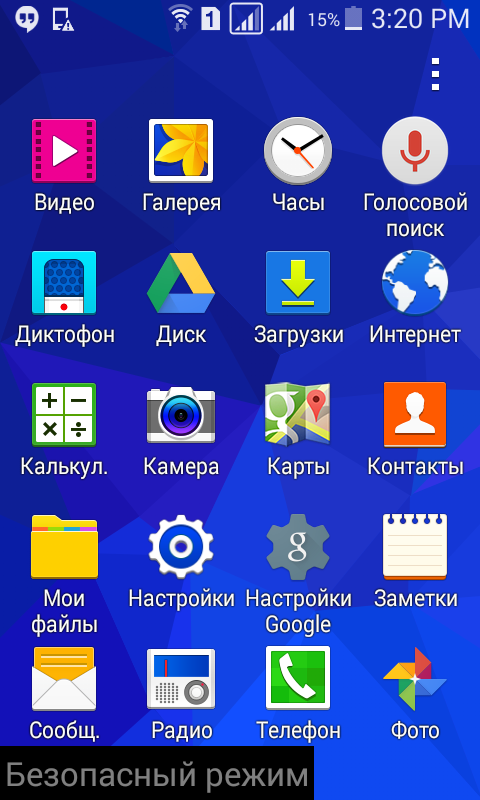 1 15% 3:20 PM
Видео Галерея Часы Голосовой
поиск
Диктофон Диск Загрузки Интернет
Калькул. Камера Карты Контакты
Мои Настройки Настройки Заметки
файлы Google
Сообщ. Радио Телефон Фото
Безопасный режим